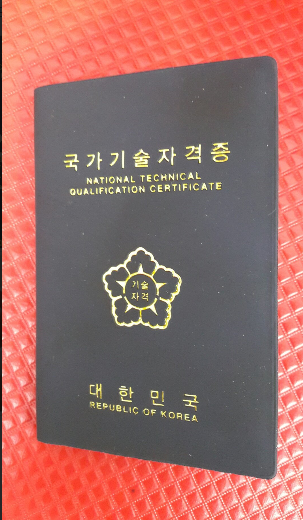 국가기술자격증
NATIONAL TECHNICAL
QUALIFICATION CERTIFICATE
기술
자격
대한민국
REPUBLIC OF KOREA